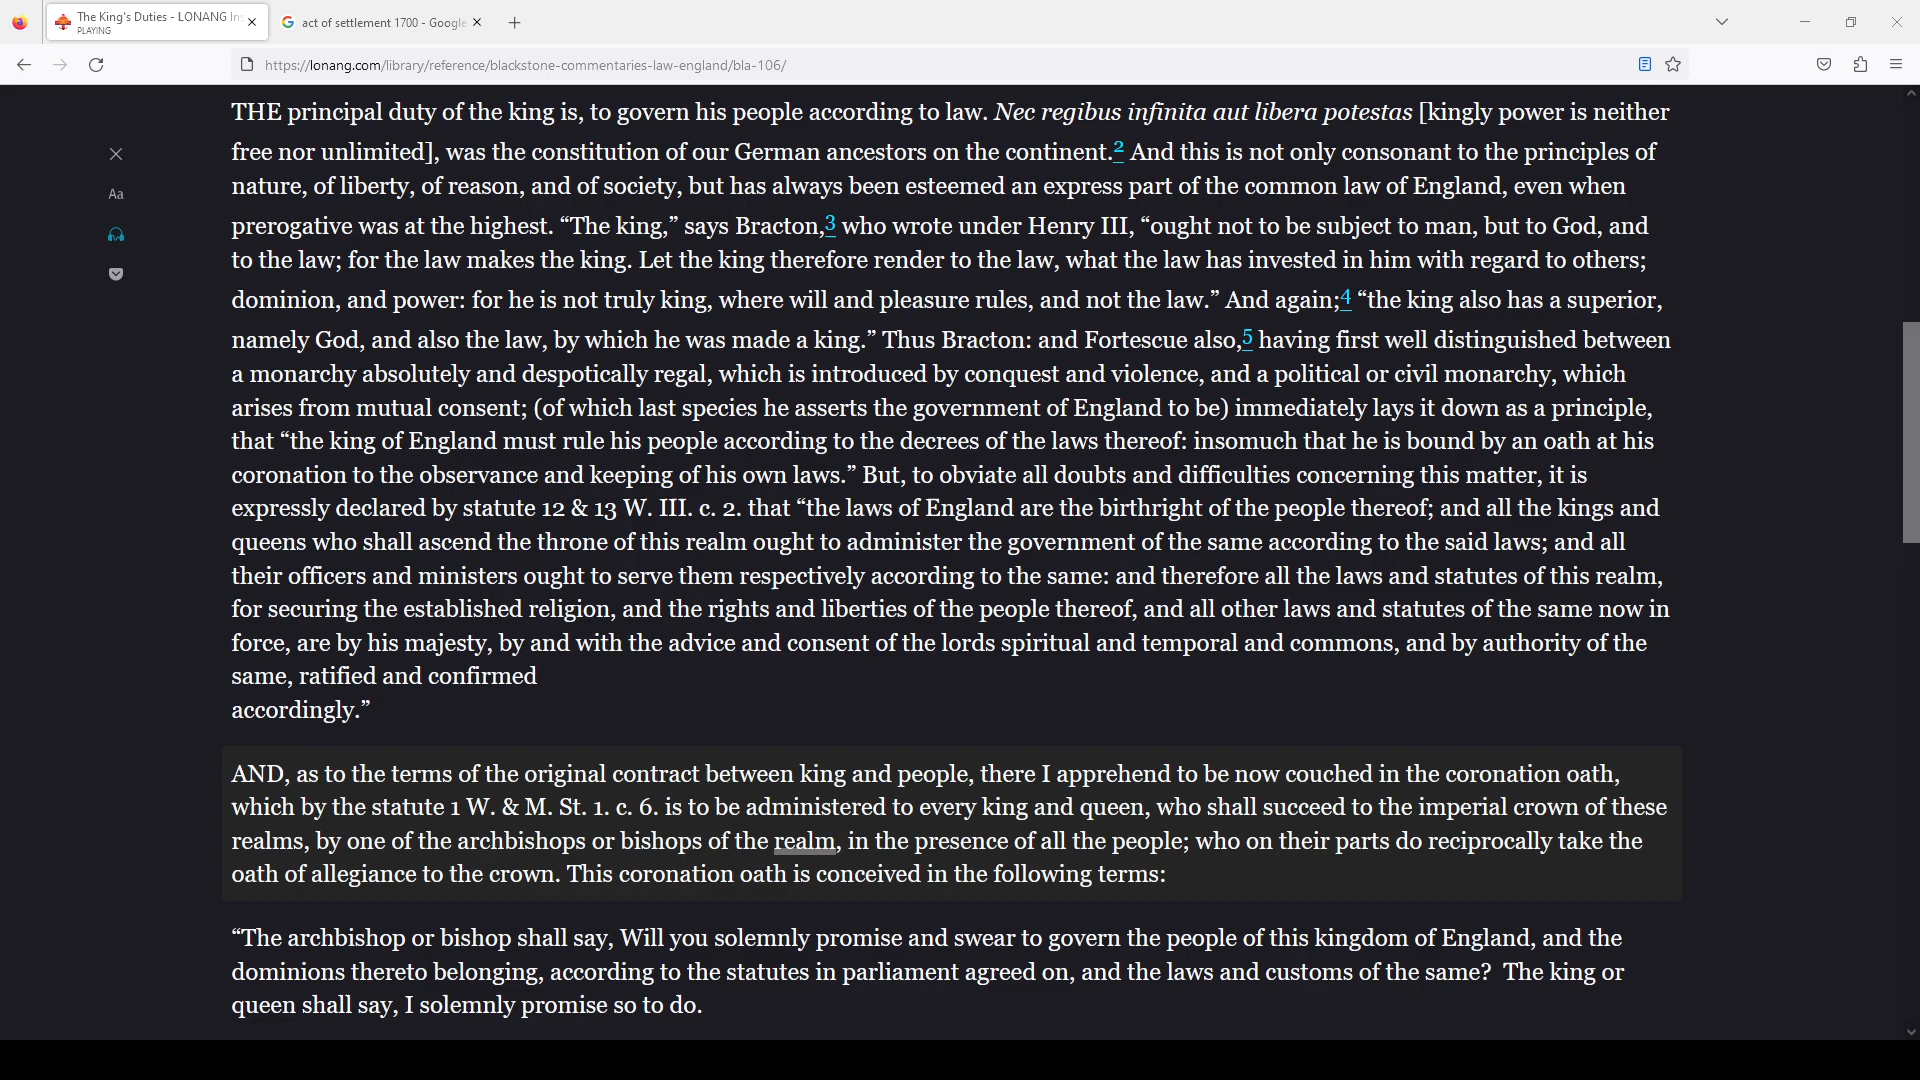 The King's Duties - LONANG In
PLAYING
act of settlement 1700 - Google
https://lonang.com/library/reference/blackstone-commentaries-law-england/bla-106/
THE principal duty of the king is, to govern his people according to law. Nec regibus infinita aut libera potestas [kingly power is neither
free nor unlimited], was the constitution of our German ancestors on the continent.2 And this is not only consonant to the principles of
nature, of liberty, of reason, and of society, but has always been esteemed an express part of the common law of England, even when
prerogative was at the highest. “The king,” says Bracton,3 who wrote under Henry III, “ought not to be subject to man, but to God, and
to the law; for the law makes the king. Let the king therefore render to the law, what the law has invested in him with regard to others;
dominion, and power: for he is not truly king, where will and pleasure rules, and not the law.” And again;4 “the king also has a superior,
namely God, and also the law, by which he was made a king.” Thus Bracton: and Fortescue also,5 having first well distinguished between
a monarchy absolutely and despotically regal, which is introduced by conquest and violence, and a political or civil monarchy, which
arises from mutual consent; (of which last species he asserts the government of England to be) immediately lays it down as a principle,
that “the king of England must rule his people according to the decrees of the laws thereof: insomuch that he is bound by an oath at his
coronation to the observance and keeping of his own laws.” But, to obviate all doubts and difficulties concerning this matter, it is
expressly declared by statute 12 & 13 W. III. c. 2. that “the laws of England are the birthright of the people thereof; and all the kings and
queens who shall ascend the throne of this realm ought to administer the government of the same according to the said laws; and all
their officers and ministers ought to serve them respectively according to the same: and therefore all the laws and statutes of this realm,
for securing the established religion, and the rights and liberties of the people thereof, and all other laws and statutes of the same now in
force, are by his majesty, by and with the advice and consent of the lords spiritual and temporal and commons, and by authority of the
same, ratified and confirmed
accordingly.”
Aa
AND, as to the terms of the original contract between king and people, there I apprehend to be now couched in the coronation oath,
which by the statute 1 W. & M. St. 1. c. 6. is to be administered to every king and queen, who shall succeed to the imperial crown of these
realms, by one of the archbishops or bishops of the realm, in the presence of all the people; who on their parts do reciprocally take the
oath of allegiance to the crown. This coronation oath is conceived in the following terms:
“The archbishop or bishop shall say, Will you solemnly promise and swear to govern the people of this kingdom of England, and the
dominions thereto belonging, according to the statutes in parliament agreed on, and the laws and customs of the same? The king or
queen shall say, I solemnly promise so to do.